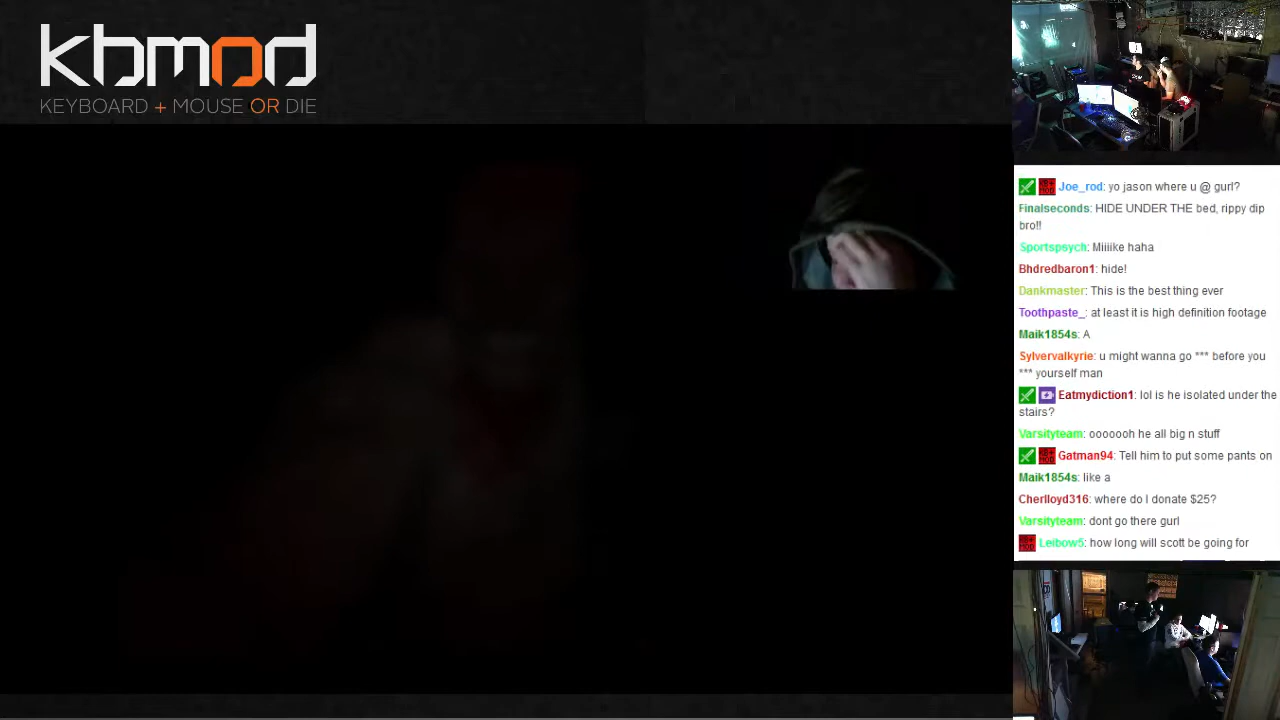 kbmod
KEYBOARD + MOUSE OR DIE
Joe_rod: yo jason where u @ gurl?
Finalseconds: HIDE UNDER THE bed, rippy dip
bro!!
Sportspsych: Miiiike haha
Bhdredbaron1: hide!
Dankmaster: This is the best thing ever
Toothpaste_: at least it is high definition footage
Maik1854s: A
Sylvervalkyrie: u might wanna go *** before you
*** yourself man
Eatmydiction1: lol is he isolated under the
stairs?
Varsityteam: ooooooh he all big n stuff
Gatman94: Tell him to put some pants on
Maik1854s: like a
Cherlloyd316: where do I donate $25?
Varsityteam: dont go there gurl
Leibow5: how long will scott be going for